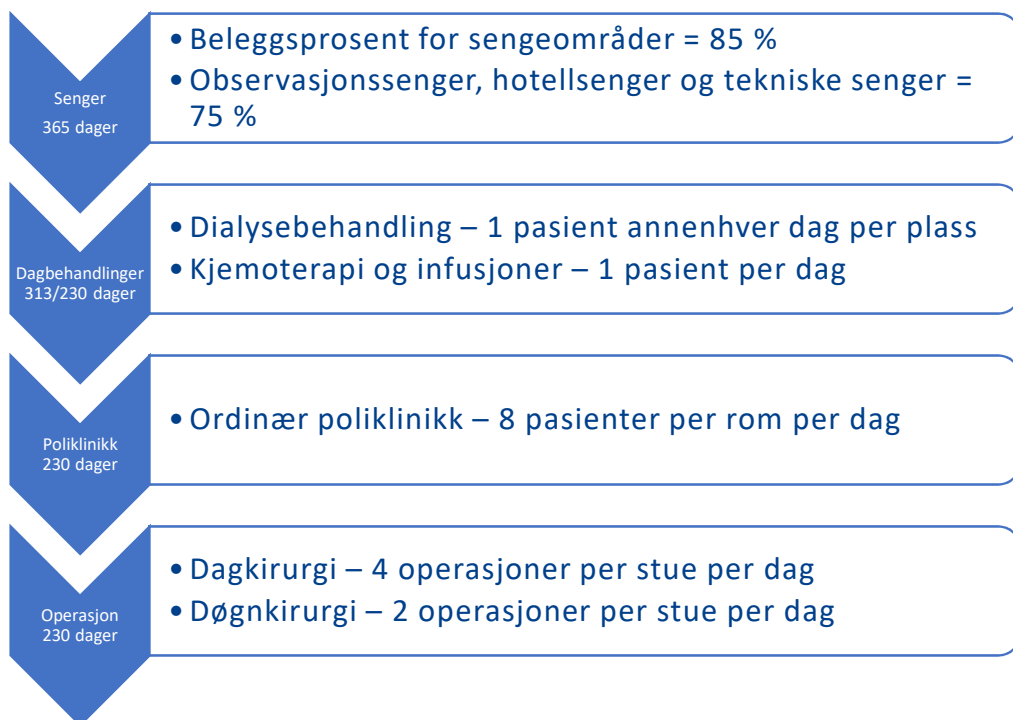 Senger
365 dager
• Beleggsprosent for sengeområder = 85 %
• Observasjonssenger, hotellsenger og tekniske senger =
75 %
Dagbehandlinger
313/230 dager
• Dialysebehandling – 1 pasient annenhver dag per plass
• Kjemoterapi og infusjoner – 1 pasient per dag
Poliklinikk
230 dager
• Ordinær poliklinikk – 8 pasienter per rom per dag
Operasjon
230 dager
• Dagkirurgi – 4 operasjoner per stue per dag
• Døgnkirurgi – 2 operasjoner per stue per dag